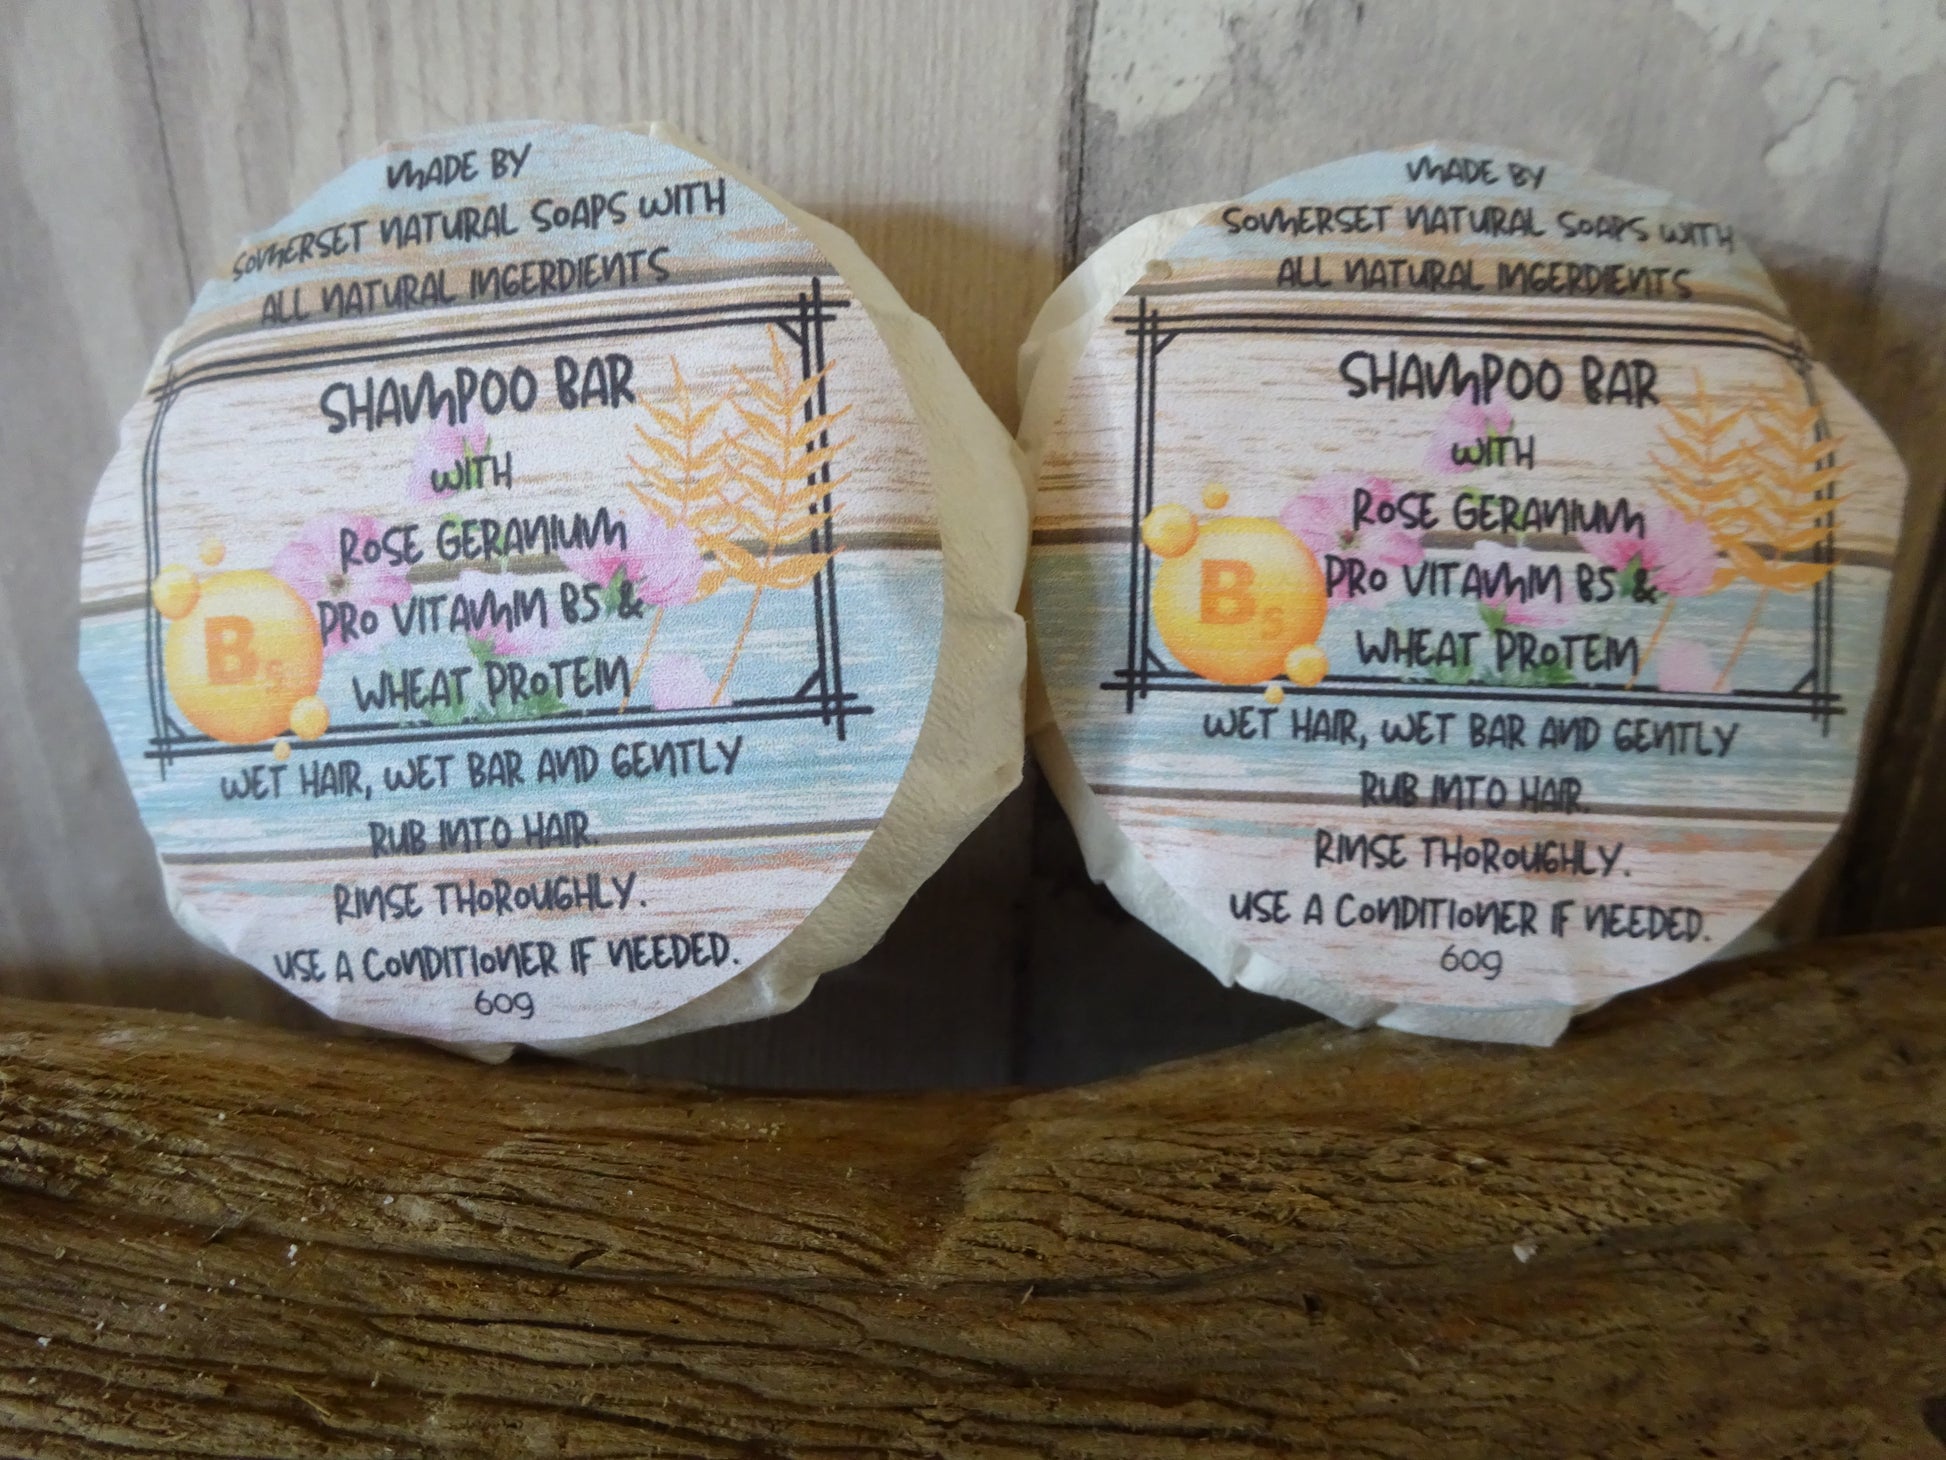 MADE BY
SOMERSET NATURAL SOAPS WITH
ALL NATURAL INGERDIENTS
SHAMPOO BAR
WITH
ROSE GERANIUM
PRO VITAMIN B5 &
WHEAT PROTEIN
B5
WET HAIR, WET BAR AND GENTLY
RUB INTO HAIR.
RINSE THOROUGHLY.
USE A CONDITIONER IF NEEDED.
60g
MADE BY
SOMERSET NATURAL SOAPS WITH
ALL NATURAL INGERDIENTS
SHAMPOO BAR
WITH
ROSE GERANIUM
PRO VITAMIN B5 &
WHEAT PROTEIN
B5
WET HAIR, WET BAR AND GENTLY
RUB INTO HAIR.
RINSE THOROUGHLY.
USE A CONDITIONER IF NEEDED.
60g